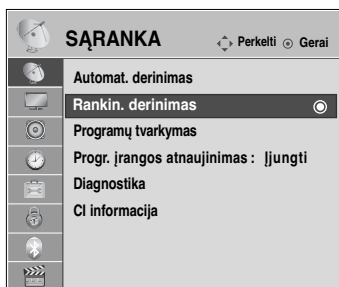 SĄRANKA
Perkelti Gerai
Automat. derinimas
Rankin. derinimas
Programų tvarkymas
Progr. įrangos atnaujinimas : Įjungti
Diagnostika
CI informacija